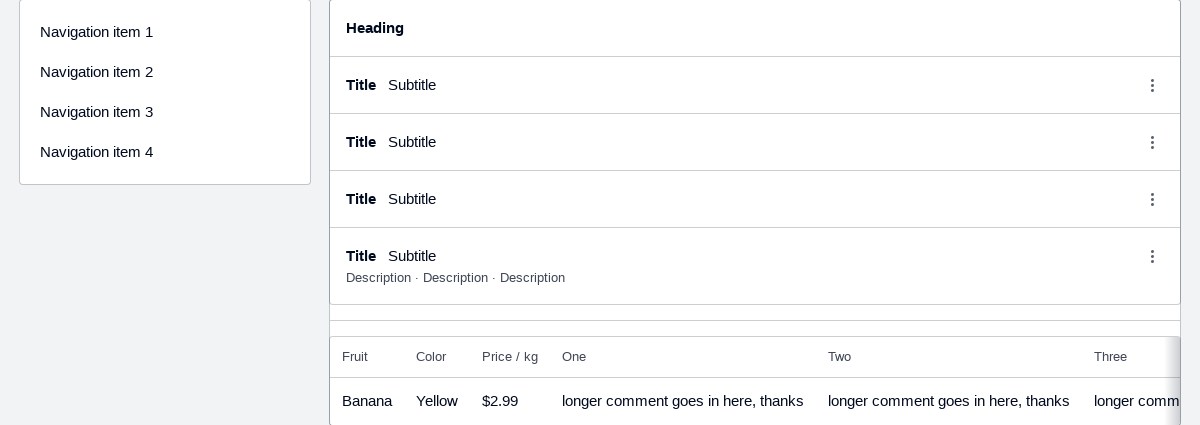 Navigation item 1
Navigation item 2
Navigation item 3
Navigation item 4
Heading
Title Subtitle
Title Subtitle
Title Subtitle
Title Subtitle
Description · Description · Description
Fruit Color Price / kg One Two Three
Banana Yellow $2.99 longer comment goes in here, thanks longer comment goes in here, thanks longer comm